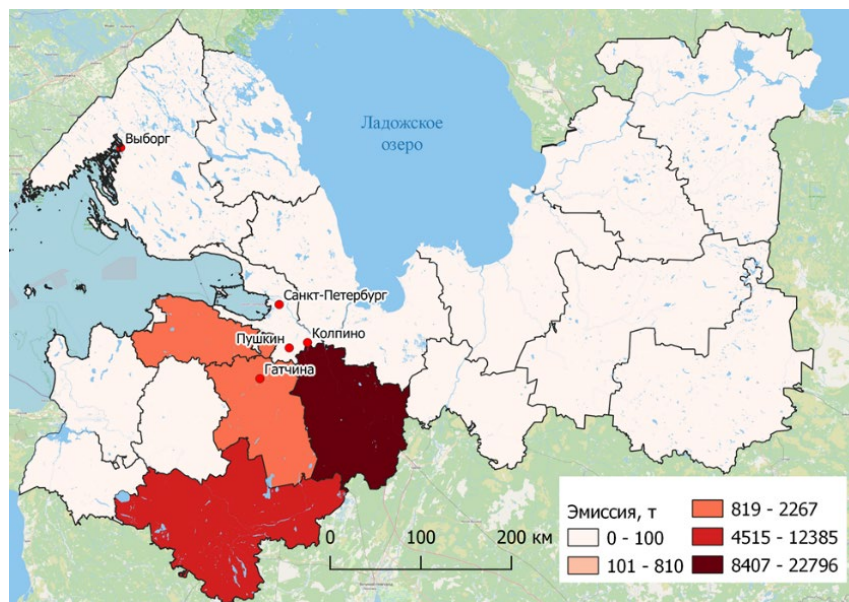 Ладожское
озеро
Выборг
Санкт-Петербург
Пушкин
Колпино
Гатчина
Эмиссия, т
0 - 100
101 - 810
819 - 2267
4515 - 12385
8407 - 22796
0 100 200 км